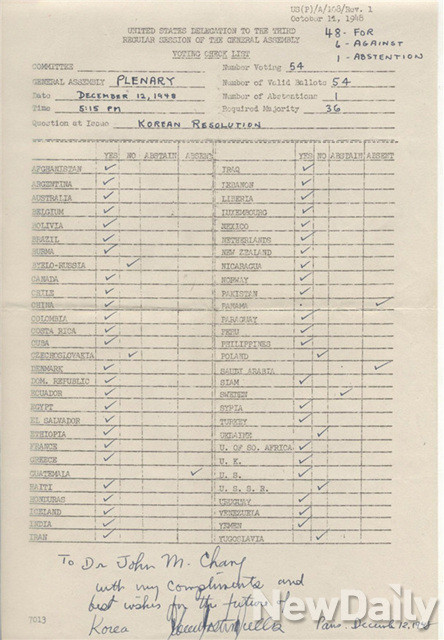 US(P)/A/108/Rev. 1
October 15, 1948
UNITED STATES DELEGATION TO THE THIRD
REGULAR SESSION OF THE GENERAL ASSEMBLY
48 - FOR
6 - AGAINST
1 - ABSTENTION
VOTING CHECK LIST
COMMITTEE
Number Voting 54
GENERAL ASSEMBLY PLENARY
Number of Valid Ballots 54
Date DECEMBER 12, 1948
Number of Abstentions 1
Time 5:15 PM
Required Majority 36
Question at Issue KOREAN RESOLUTION
YES NO ABSTAIN ABSENT YES NO ABSTAIN ABSENT
AFGHANISTAN ✓ IRAQ ✓
ARGENTINA ✓ LEBANON ✓
AUSTRALIA ✓ LIBERIA ✓
BELGIUM ✓ LUXEMBOURG ✓
BOLIVIA ✓ MEXICO ✓
BRAZIL ✓ NETHERLANDS ✓
BURMA ✓ NEW ZEALAND ✓
BYELO-RUSSIA ✓ NICARAGUA ✓
CANADA ✓ NORWAY ✓
CHILE ✓ PAKISTAN ✓
CHINA ✓ PANAMA ✓
COLOMBIA ✓ PARAGUAY ✓
COSTA RICA ✓ PERU ✓
CUBA ✓ PHILIPPINES ✓
CZECHOSLOVAKIA ✓ POLAND ✓
DENMARK ✓ SAUDI ARABIA ✓
DOM. REPUBLIC ✓ SIAM ✓
ECUADOR ✓ SWEDEN ✓
EGYPT ✓ SYRIA ✓
EL SALVADOR ✓ TURKEY ✓
ETHIOPIA ✓ UKRAINE ✓
FRANCE ✓ U. OF SO. AFRICA ✓
GREECE ✓ U. K. ✓
GUATEMALA ✓ U. S. ✓
HAITI ✓ U. S. S. R. ✓
HONDURAS ✓ URUGUAY ✓
ICELAND ✓ VENEZUELA ✓
INDIA ✓ YEMEN ✓
IRAN ✓ YUGOSLAVIA ✓
To Dr John M. Chang
with my compliments and
best wishes for the future of
Korea
Paris. December 12, 1948
7013
NewDaily